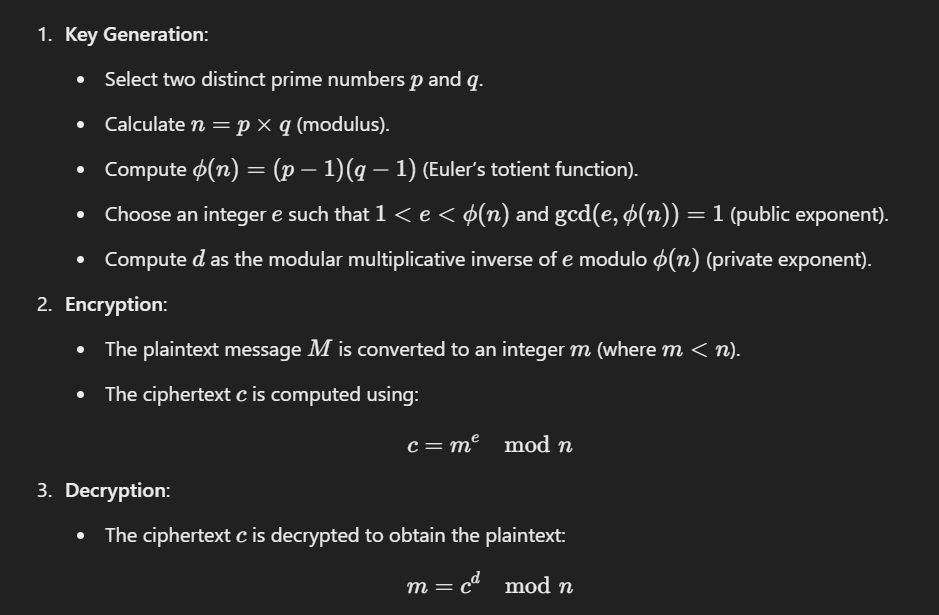 1. Key Generation:
• Select two distinct prime numbers p and q.
• Calculate n = p × q (modulus).
• Compute ϕ(n) = (p − 1)(q − 1) (Euler's totient function).
• Choose an integer e such that 1 < e < ϕ(n) and gcd(e, ϕ(n)) = 1 (public exponent).
• Compute d as the modular multiplicative inverse of e modulo ϕ(n) (private exponent).
2. Encryption:
• The plaintext message M is converted to an integer m (where m < n).
• The ciphertext c is computed using:
c = m^e mod n
3. Decryption:
• The ciphertext c is decrypted to obtain the plaintext:
m = c^d mod n